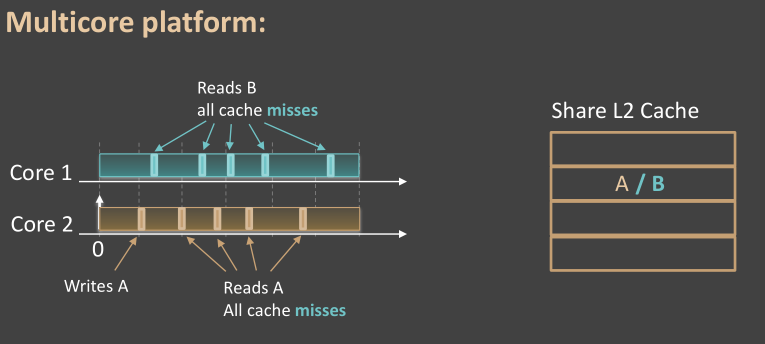 Multicore platform:
Reads B
all cache misses
Share L2 Cache
Core 1
A / B
Core 2
0
Writes A
Reads A
All cache misses